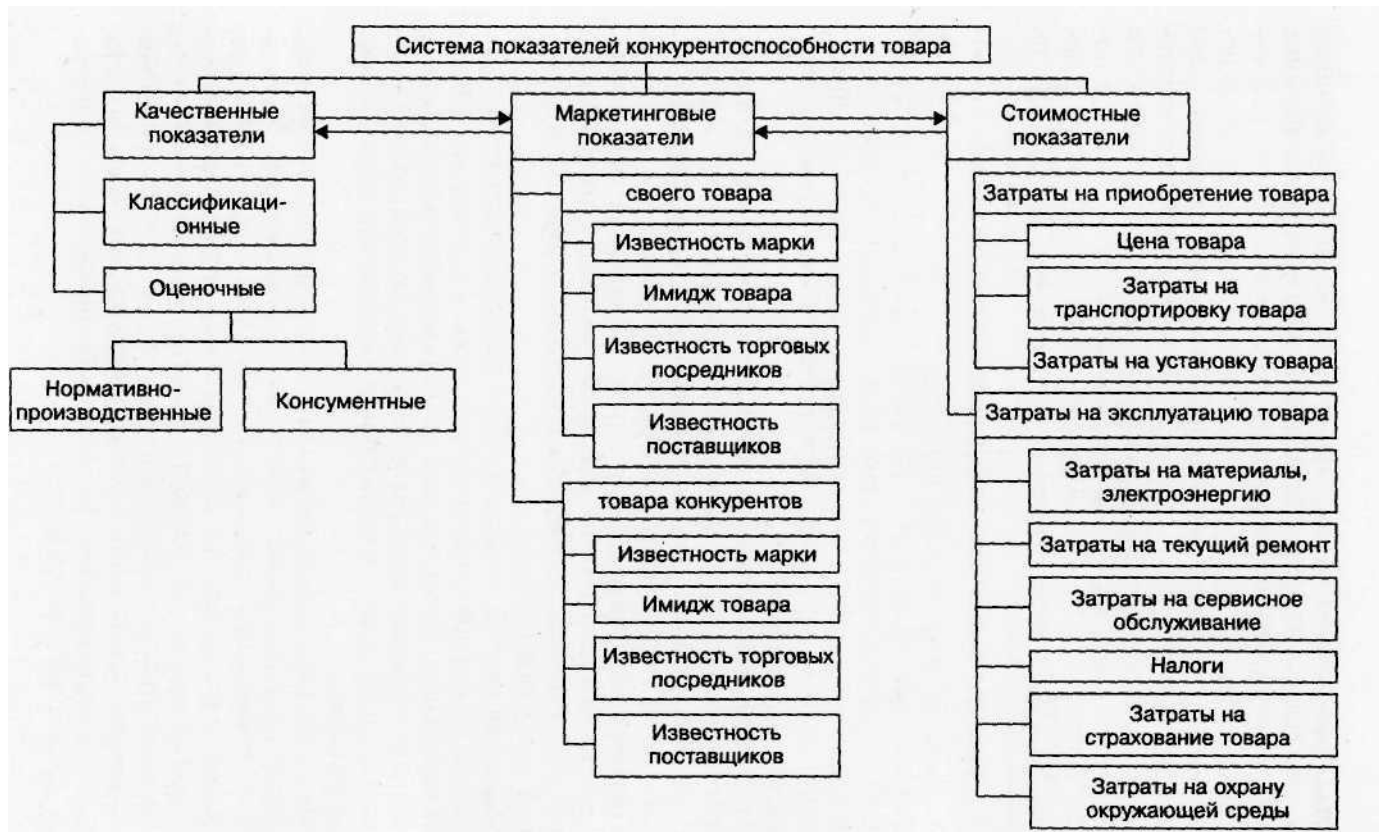 Система показателей конкурентоспособности товара
Качественные
показатели
Классификаци-
онные
Оценочные
Нормативно-
производственные
Консументные
Маркетинговые
показатели
своего товара
Известность марки
Имидж товара
Известность торговых
посредников
Известность
поставщиков
товара конкурентов
Известность марки
Имидж товара
Известность торговых
посредников
Известность
поставщиков
Стоимостные
показатели
Затраты на приобретение товара
Цена товара
Затраты на
транспортировку товара
Затраты на установку товара
Затраты на эксплуатацию товара
Затраты на материалы,
электроэнергию
Затраты на текущий ремонт
Затраты на сервисное
обслуживание
Налоги
Затраты на
страхование товара
Затраты на охрану
окружающей среды